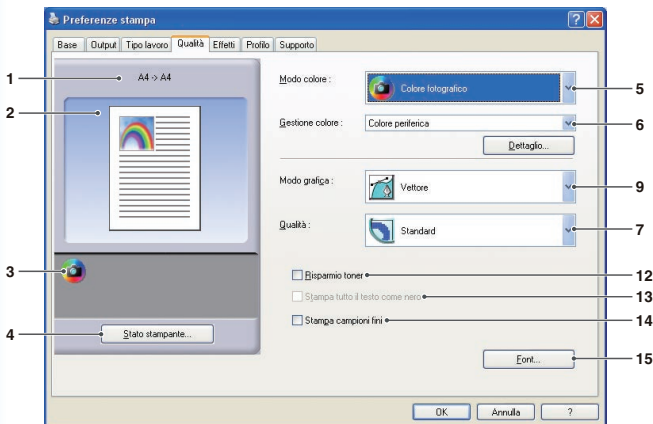 Preferenze stampa
Base Output Tipo lavoro Qualità Effetti Profilo Supporto
1 A4 -> A4
2
3
4 Stato stampante...
Modo colore : Colore fotografico 5
Gestione colore : Colore periferica 6
Dettaglio...
Modo grafica : Vettore 9
Qualità : Standard 7
Risparmio toner 12
Stampa tutto il testo come nero 13
Stampa campioni fini 14
Font... 15
OK Annulla ?